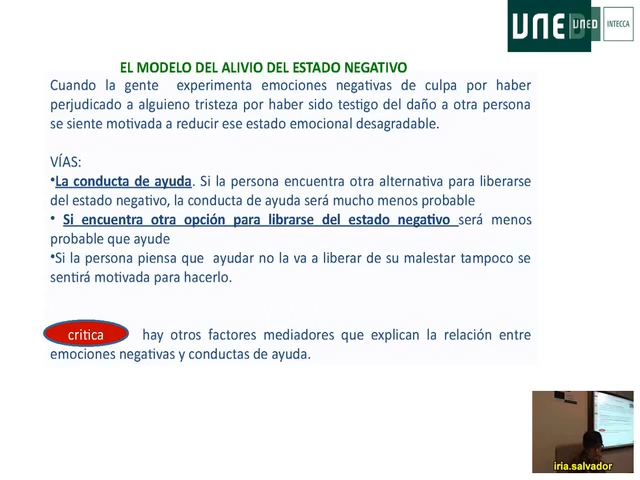 UNED
UNED
INTECCA
EL MODELO DEL ALIVIO DEL ESTADO NEGATIVO
Cuando la gente experimenta emociones negativas de culpa por haber
perjudicado a alguieno tristeza por haber sido testigo del daño a otra persona
se siente motivada a reducir ese estado emocional desagradable.
VÍAS:
•La conducta de ayuda. Si la persona encuentra otra alternativa para liberarse
del estado negativo, la conducta de ayuda será mucho menos probable
• Si encuentra otra opción para librarse del estado negativo será menos
probable que ayude
•Si la persona piensa que ayudar no la va a liberar de su malestar tampoco se
sentirá motivada para hacerlo.
critica hay otros factores mediadores que explican la relación entre
emociones negativas y conductas de ayuda.
iria.salvador